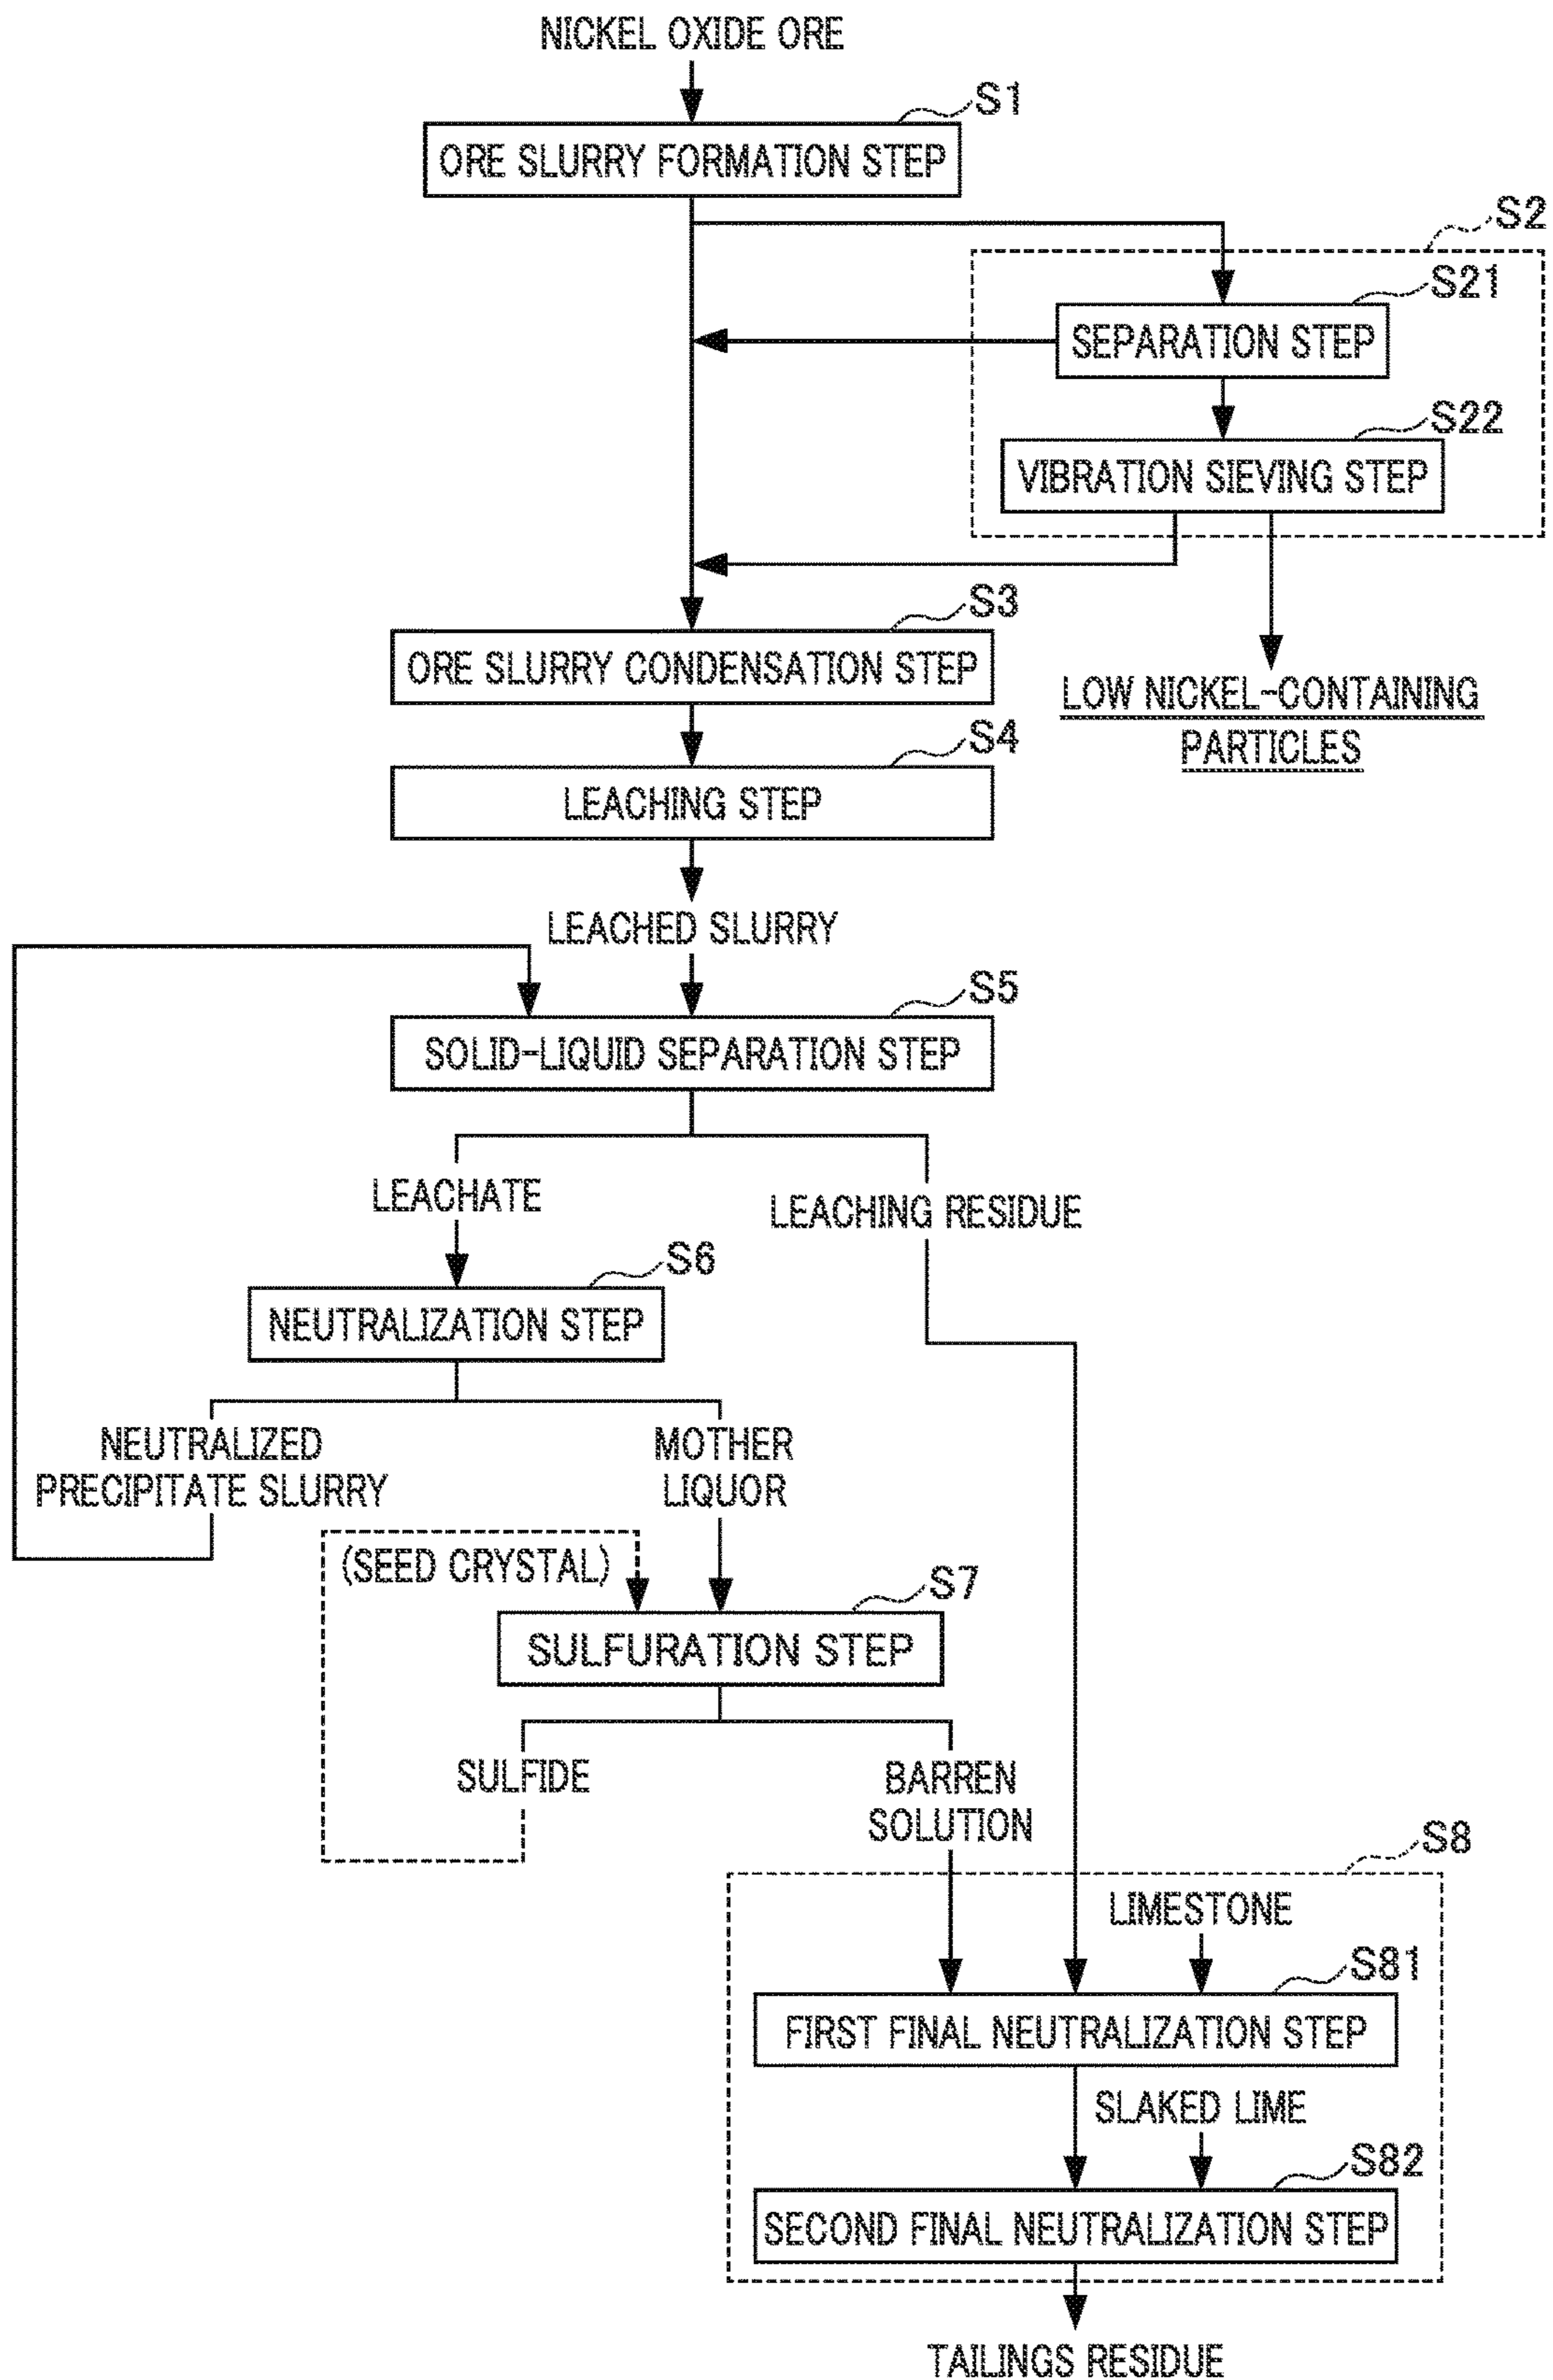 NICKEL OXIDE ORE
S1
ORE SLURRY FORMATION STEP
S2
S21
SEPARATION STEP
S22
VIBRATION SIEVING STEP
S3
ORE SLURRY CONDENSATION STEP
LOW NICKEL-CONTAINING
PARTICLES
S4
LEACHING STEP
LEACHED SLURRY
S5
SOLID-LIQUID SEPARATION STEP
LEACHATE
LEACHING RESIDUE
S6
NEUTRALIZATION STEP
NEUTRALIZED
PRECIPITATE SLURRY
MOTHER
LIQUOR
(SEED CRYSTAL)
S7
SULFURATION STEP
SULFIDE
BARREN
SOLUTION
S8
LIMESTONE
S81
FIRST FINAL NEUTRALIZATION STEP
SLAKED LIME
S82
SECOND FINAL NEUTRALIZATION STEP
TAILINGS RESIDUE